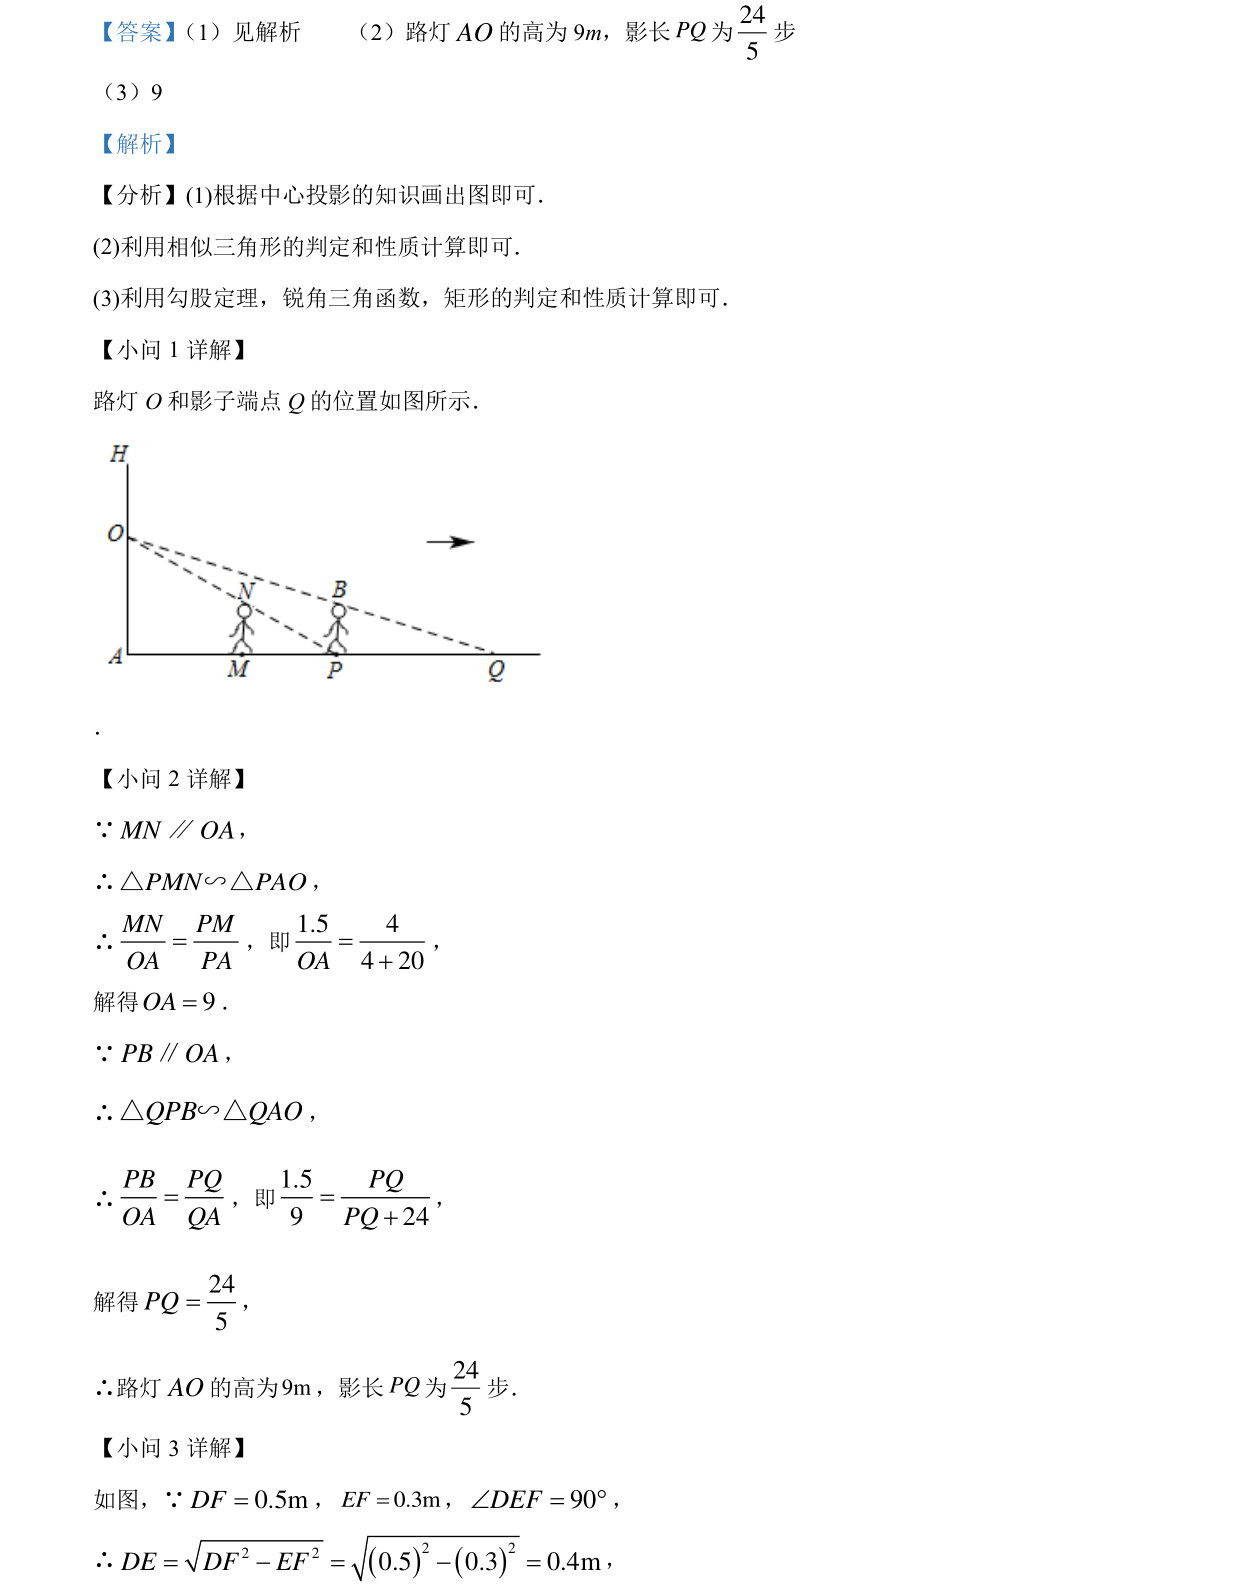 【答案】（1）见解析　　（2）路灯 AO 的高为 9m，影长 PQ 为 24/5 步
（3）9
【解析】
【分析】(1)根据中心投影的知识画出图即可．
(2)利用相似三角形的判定和性质计算即可．
(3)利用勾股定理，锐角三角函数，矩形的判定和性质计算即可．
【小问 1 详解】
路灯 O 和影子端点 Q 的位置如图所示．
H
O
N B
A
M P Q
．
【小问 2 详解】
∵ MN ∥ OA，
∴ △PMN∽△PAO，
∴ MN/OA = PM/PA，即 1.5/OA = 4/(4+20)，
解得 OA = 9．
∵ PB ∥ OA，
∴ △QPB∽△QAO，
∴ PB/OA = PQ/QA，即 1.5/9 = PQ/(PQ+24)，
解得 PQ = 24/5，
∴路灯 AO 的高为 9m，影长 PQ 为 24/5 步．
【小问 3 详解】
如图，∵ DF = 0.5m，EF = 0.3m，∠DEF = 90°，
∴ DE = √(DF² − EF²) = √((0.5)² − (0.3)²) = 0.4m，